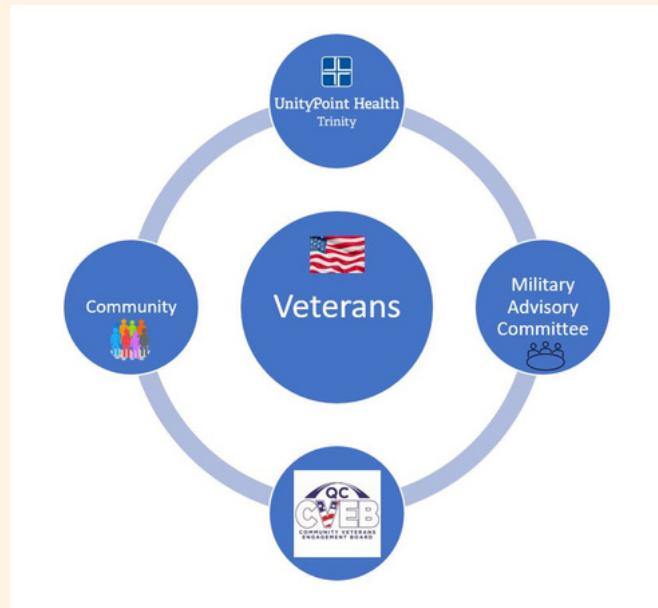 UnityPoint Health
Trinity
Community
Veterans
Military
Advisory
Committee
QC
CVEB
COMMUNITY VETERANS
ENGAGEMENT BOARD